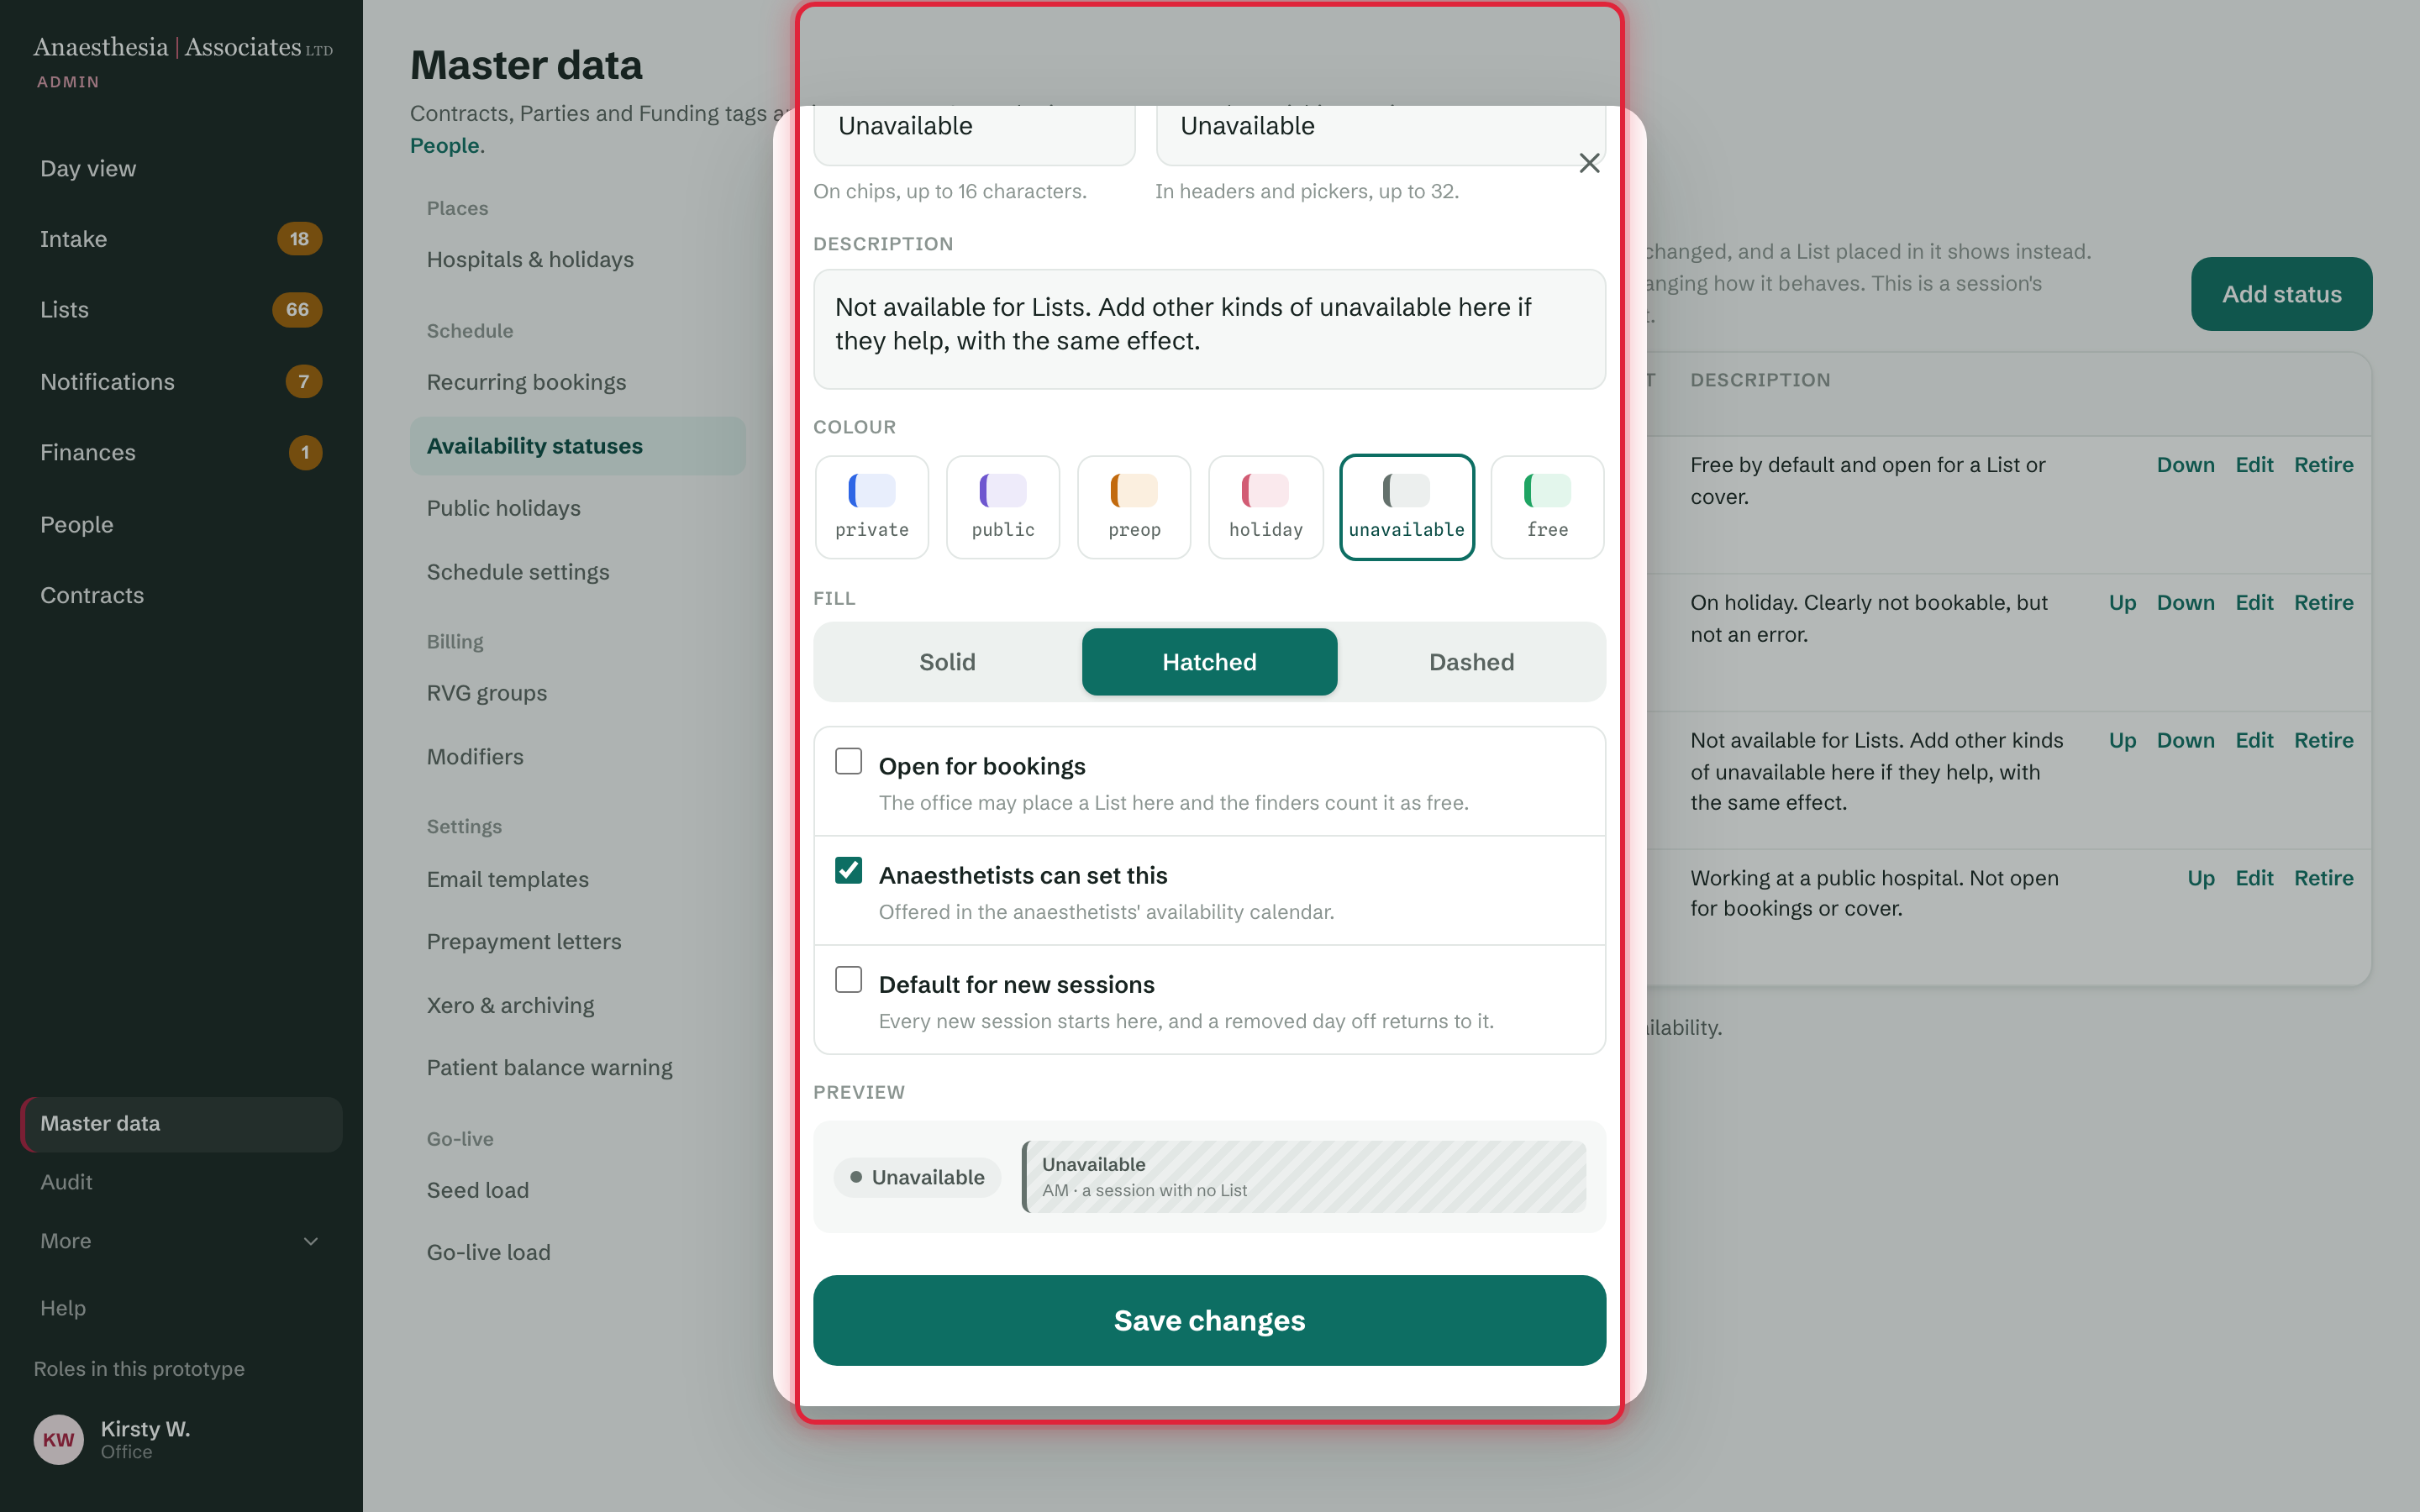 Anaesthesia | Associates LTD
ADMIN
Day view
Intake 18
Lists 66
Notifications 7
Finances 1
People
Contracts
Master data
Audit
More
Help
Roles in this prototype
KW
Kirsty W.
Office
Master data
Contracts, Parties and Funding tags
People.
Places
Hospitals & holidays
Schedule
Recurring bookings
Availability statuses
Public holidays
Schedule settings
Billing
RVG groups
Modifiers
Settings
Email templates
Prepayment letters
Xero & archiving
Patient balance warning
Go-live
Seed load
Go-live load
Unavailable
On chips, up to 16 characters.
Unavailable
In headers and pickers, up to 32.
DESCRIPTION
Not available for Lists. Add other kinds of unavailable here if
they help, with the same effect.
COLOUR
private public preop holiday unavailable free
FILL
Solid Hatched Dashed
Open for bookings
The office may place a List here and the finders count it as free.
Anaesthetists can set this
Offered in the anaesthetists' availability calendar.
Default for new sessions
Every new session starts here, and a removed day off returns to it.
PREVIEW
Unavailable
Unavailable
AM · a session with no List
Save changes
changed, and a List placed in it shows instead.
anging how it behaves. This is a session's
Add status
DESCRIPTION
Free by default and open for a List or
cover.
Down Edit Retire
On holiday. Clearly not bookable, but
not an error.
Up Down Edit Retire
Not available for Lists. Add other kinds
of unavailable here if they help, with
the same effect.
Up Down Edit Retire
Working at a public hospital. Not open
for bookings or cover.
Up Edit Retire
ilability.